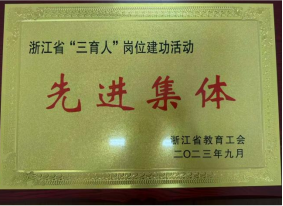 浙江省“三育人”岗位建功活动
先进集体
浙江省教育工会
二〇二三年九月